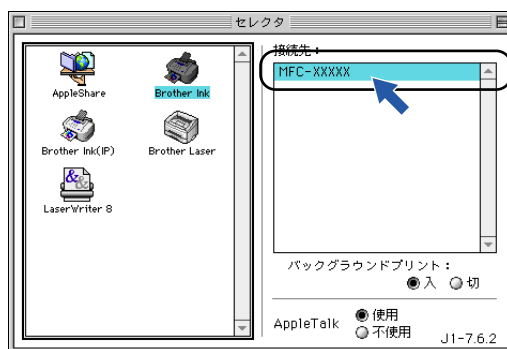 セレクタ
AppleShare
Brother Ink
Brother Ink(IP)
Brother Laser
LaserWriter 8
接続先：
MFC-XXXXX
バックグラウンドプリント：
入 切
AppleTalk
使用
不使用
J1-7.6.2